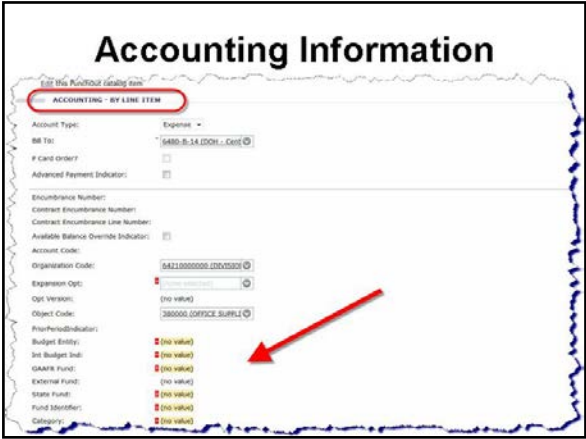 Accounting Information
Edit this PunchOut catalog item
ACCOUNTING - BY LINE ITEM
Account Type: Expense
Bill To: * 6480-B-14 (DOH - Cent
P Card Order?
Advanced Payment Indicator:
Encumbrance Number:
Contract Encumbrance Number:
Contract Encumbrance Line Number:
Available Balance Override Indicator:
Account Code:
Organization Code: 64210000000 (DIVISIO
Expansion Opt: (none selected)
Opt Version: (no value)
Object Code: 380000 (OFFICE SUPPLI
PriorPeriodIndicator:
Budget Entity: (no value)
Int Budget Ind: (no value)
GAAFR Fund: (no value)
External Fund: (no value)
State Fund: (no value)
Fund Identifier: (no value)
Category: (no value)